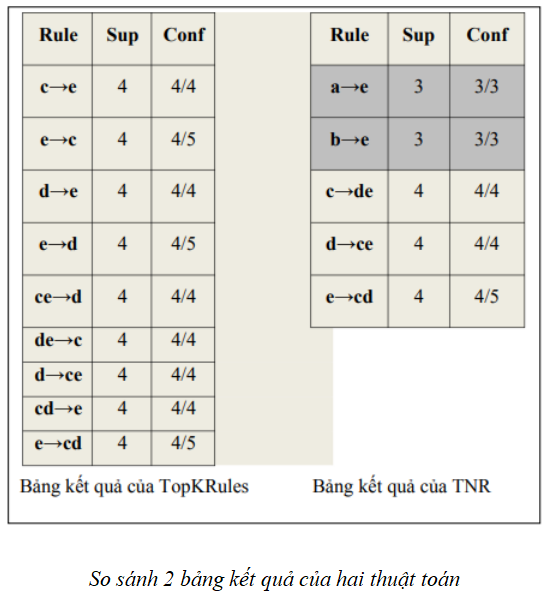 Rule Sup Conf
c→e 4 4/4
e→c 4 4/5
d→e 4 4/4
e→d 4 4/5
ce→d 4 4/4
de→c 4 4/4
d→ce 4 4/4
cd→e 4 4/4
e→cd 4 4/5
Bảng kết quả của TopKRules
Rule Sup Conf
a→e 3 3/3
b→e 3 3/3
c→de 4 4/4
d→ce 4 4/4
e→cd 4 4/5
Bảng kết quả của TNR
So sánh 2 bảng kết quả của hai thuật toán